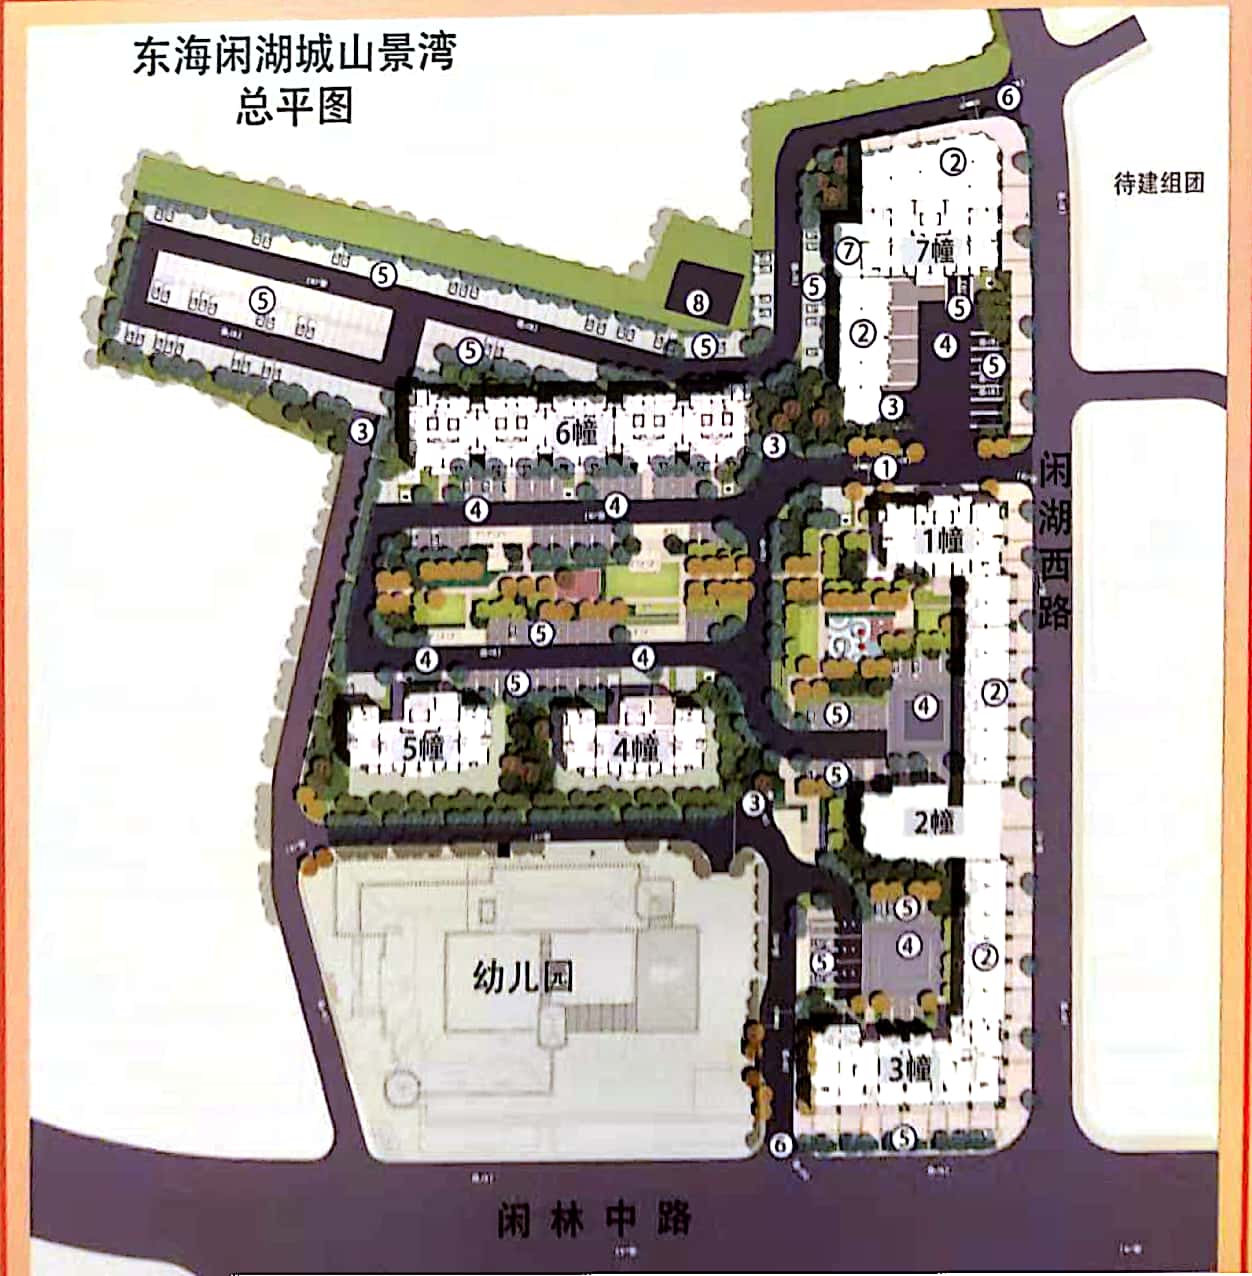 东海闲湖城山景湾
总平图
⑥
②
待建组团
⑦
7幢
⑤
⑤
⑤
⑧
⑤
②
④
⑤
⑤
⑤
③
③
6幢
③
①
④
④
闲湖西路
1幢
⑤
④
④
⑤
②
④
⑤
5幢
4幢
⑤
③
2幢
⑤
④
②
⑤
幼儿园
3幢
⑥
⑤
闲林中路